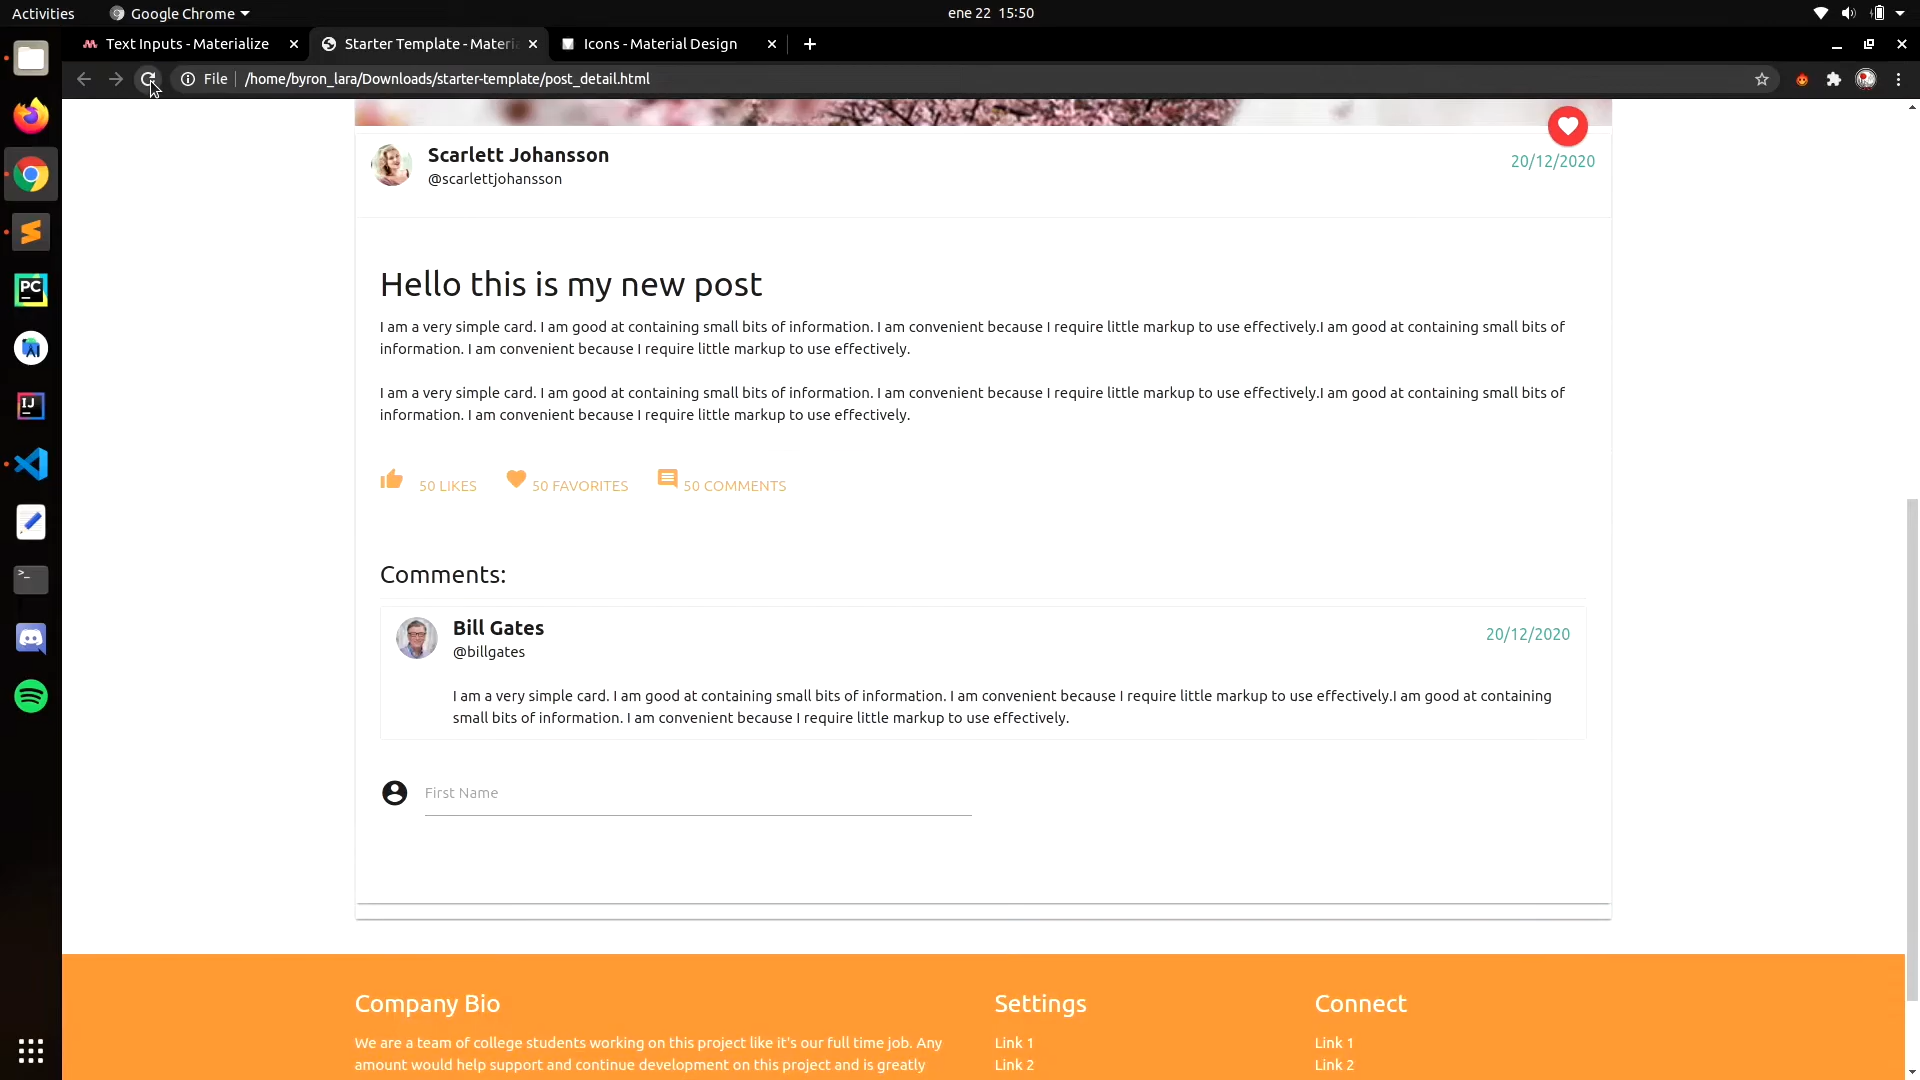 Activities
Google Chrome
ene 22 15:50
Text Inputs - Materialize
Starter Template - Materi
Icons - Material Design
File
/home/byron_lara/Downloads/starter-template/post_detail.html
Scarlett Johansson
@scarlettjohansson
20/12/2020
Hello this is my new post
I am a very simple card. I am good at containing small bits of information. I am convenient because I require little markup to use effectively.I am good at containing small bits of
information. I am convenient because I require little markup to use effectively.
I am a very simple card. I am good at containing small bits of information. I am convenient because I require little markup to use effectively.I am good at containing small bits of
information. I am convenient because I require little markup to use effectively.
50 LIKES
50 FAVORITES
50 COMMENTS
Comments:
Bill Gates
@billgates
20/12/2020
I am a very simple card. I am good at containing small bits of information. I am convenient because I require little markup to use effectively.I am good at containing
small bits of information. I am convenient because I require little markup to use effectively.
First Name
Company Bio
We are a team of college students working on this project like it's our full time job. Any
amount would help support and continue development on this project and is greatly
Settings
Link 1
Link 2
Connect
Link 1
Link 2
PC
IJ